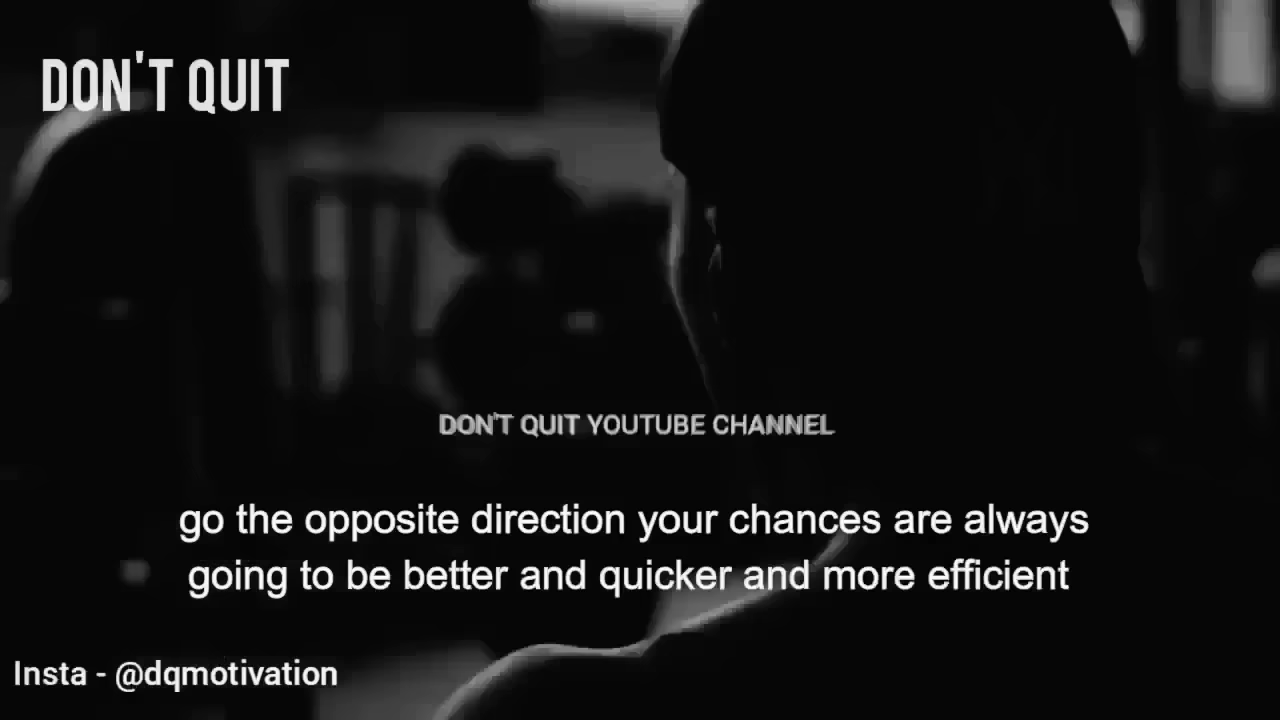 DON'T QUIT
DON'T QUIT YOUTUBE CHANNEL
go the opposite direction your chances are always
going to be better and quicker and more efficient
Insta - @dqmotivation